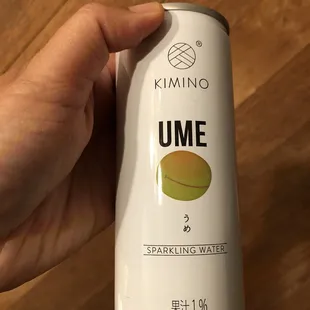 ®
KIMINO
UME
うめ
SPARKLING WATER
果汁1%